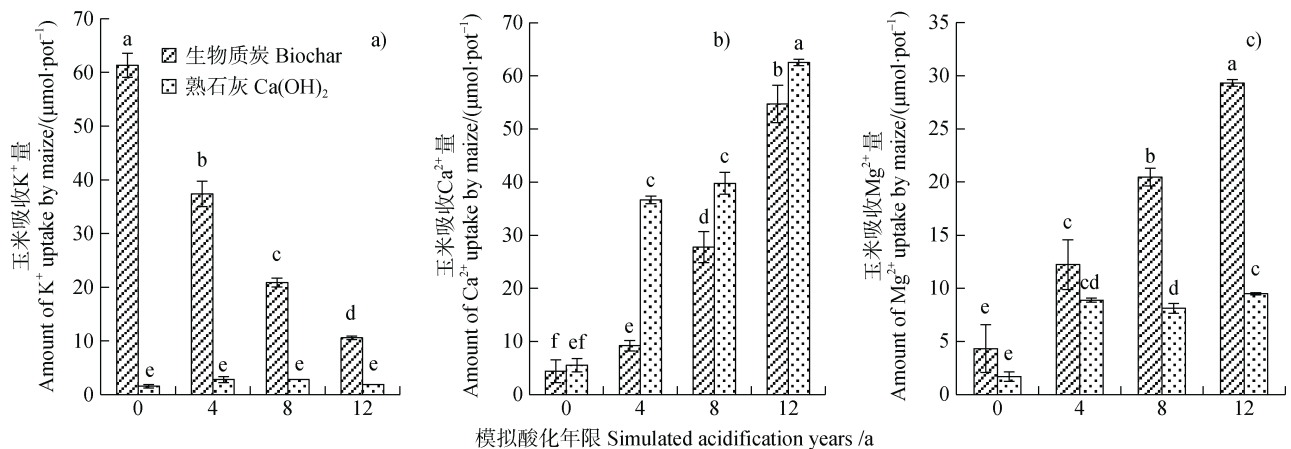 玉米吸收K⁺量
Amount of K⁺ uptake by maize/(μmol·pot⁻¹)
70
60
50
40
30
20
10
0
a)
生物质炭 Biochar
熟石灰 Ca(OH)₂
a
e
b
e
c
e
d
e
0 4 8 12
玉米吸收Ca²⁺量
Amount of Ca²⁺ uptake by maize/(μmol·pot⁻¹)
70
60
50
40
30
20
10
0
b)
f
ef
e
c
d
c
b
a
0 4 8 12
玉米吸收Mg²⁺量
Amount of Mg²⁺ uptake by maize/(μmol·pot⁻¹)
35
30
25
20
15
10
5
0
c)
e
e
c
cd
b
d
a
c
0 4 8 12
模拟酸化年限 Simulated acidification years /a